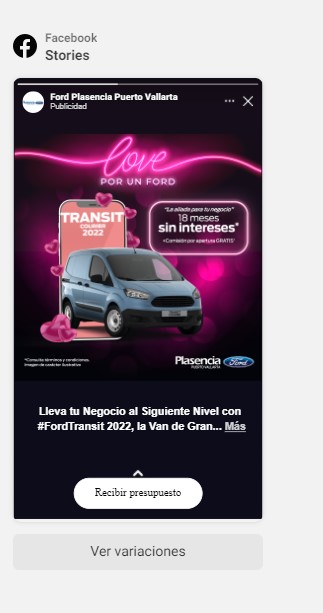 Facebook
Stories
Ford Plasencia Puerto Vallarta
Publicidad
love
POR UN FORD
TRANSIT
COURIER
2022
"La aliada para tu negocio"
18 meses
sin intereses*
+Comisión por apertura GRATIS*
*Consulta términos y condiciones.
Imagen de carácter ilustrativo
Plasencia
PUERTO VALLARTA
Ford
Lleva tu Negocio al Siguiente Nivel con
#FordTransit 2022, la Van de Gran... Más
Recibir presupuesto
Ver variaciones